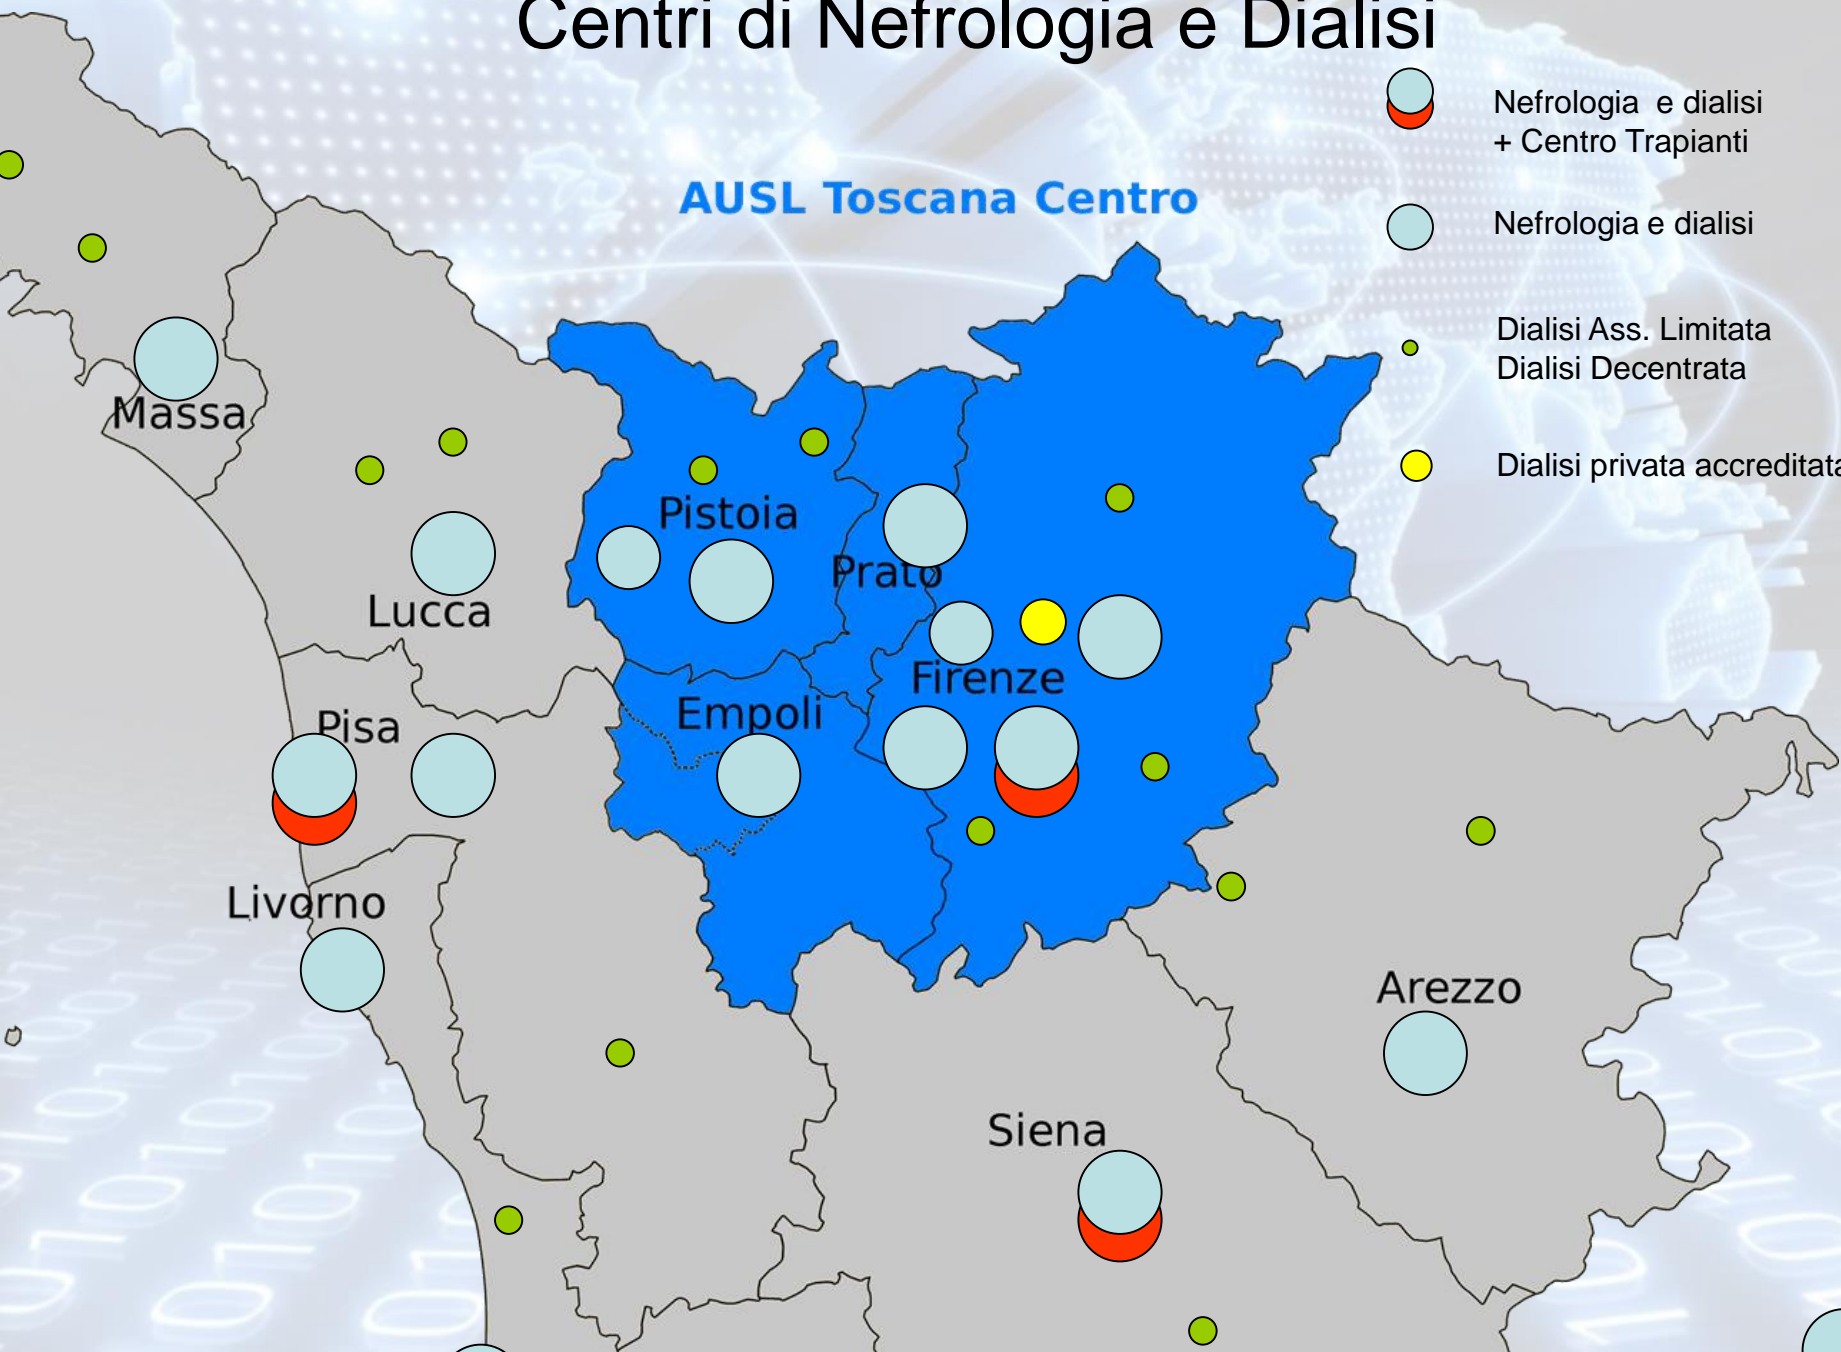 Centri di Nefrologia e Dialisi
Nefrologia e dialisi
+ Centro Trapianti
AUSL Toscana Centro
Nefrologia e dialisi
Dialisi Ass. Limitata
Dialisi Decentrata
Massa
Dialisi privata accreditata
Pistoia
Prato
Lucca
Firenze
Empoli
Pisa
Livorno
Arezzo
Siena